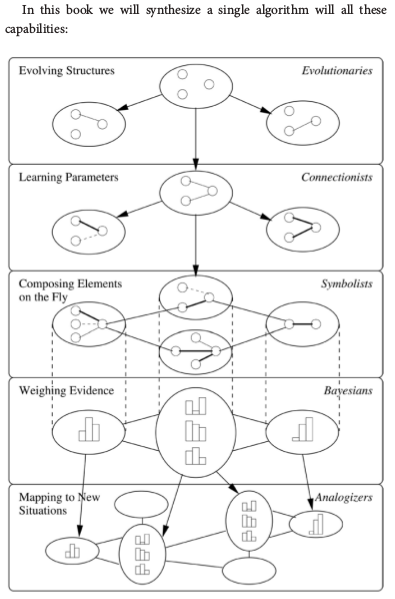 In this book we will synthesize a single algorithm will all these
capabilities:
Evolving Structures
Evolutionaries
Learning Parameters
Connectionists
Composing Elements
on the Fly
Symbolists
Weighing Evidence
Bayesians
Mapping to New
Situations
Analogizers